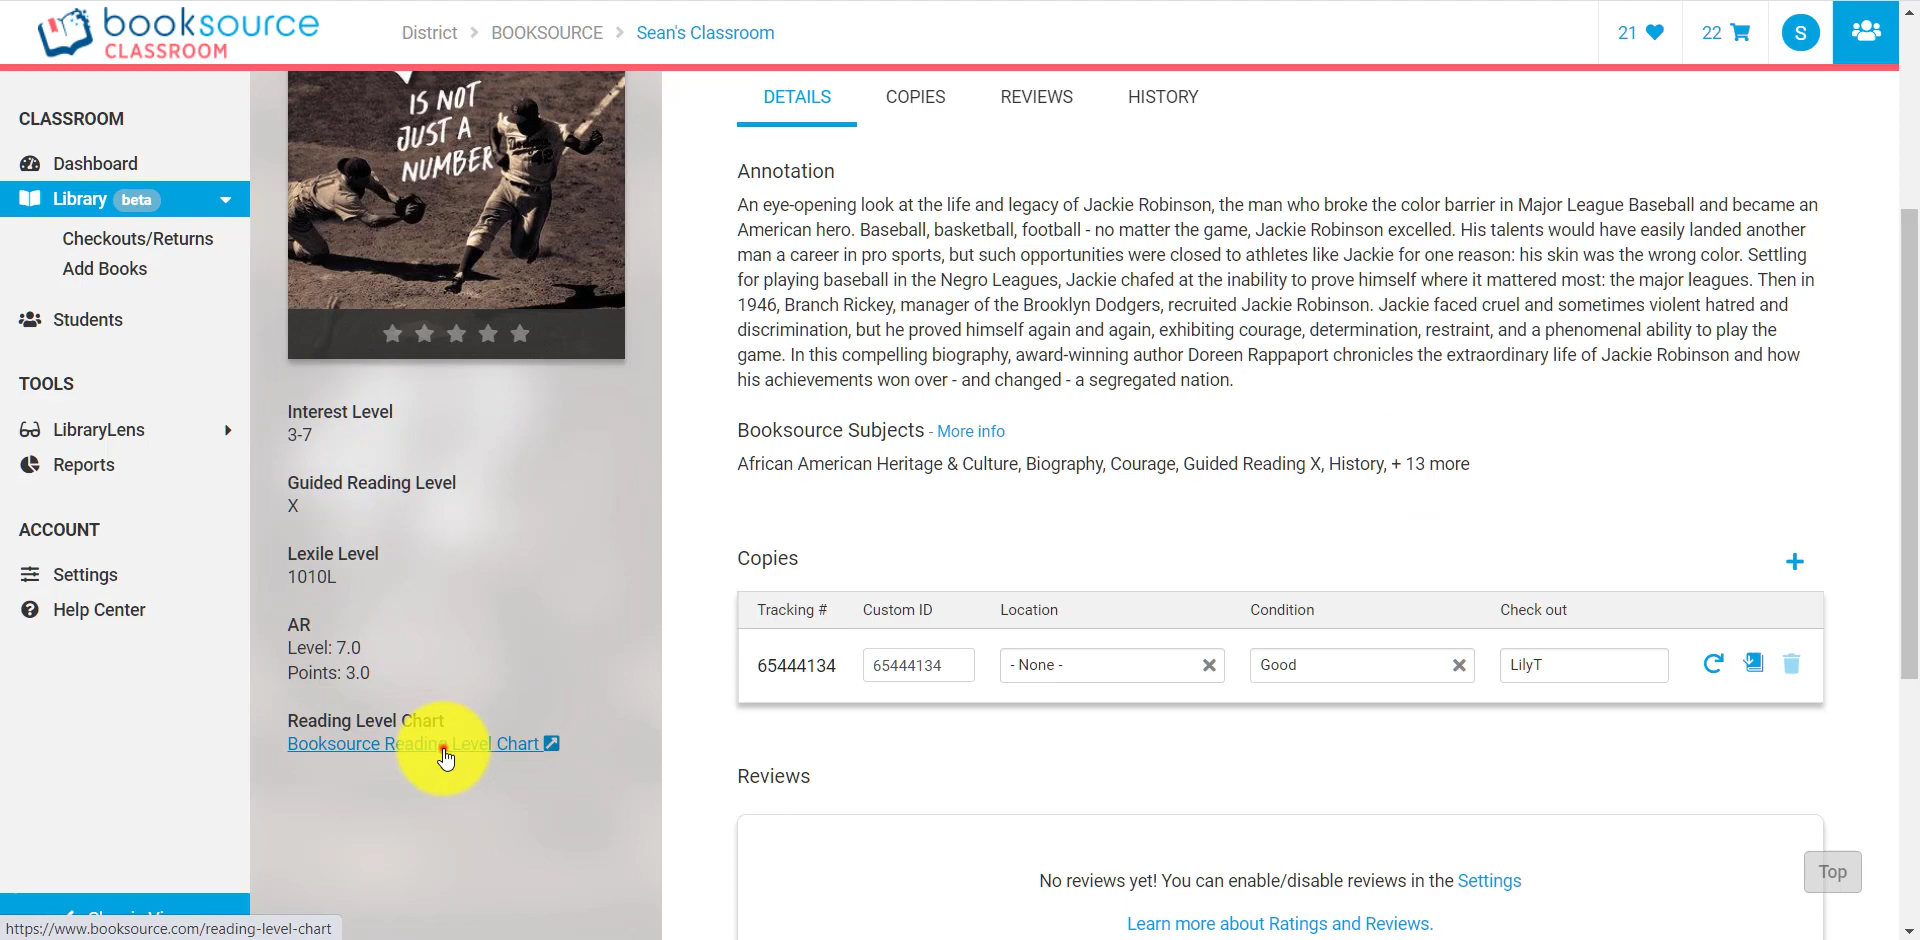 booksource
CLASSROOM
District > BOOKSOURCE > Sean's Classroom
21
22
S
CLASSROOM
Dashboard
Library beta
Checkouts/Returns
Add Books
Students
TOOLS
LibraryLens
Reports
ACCOUNT
Settings
Help Center
https://www.booksource.com/reading-level-chart
IS NOT
JUST A
NUMBER
Dodgers
42
Interest Level
3-7
Guided Reading Level
X
Lexile Level
1010L
AR
Level: 7.0
Points: 3.0
Reading Level Chart
Booksource Reading Level Chart
DETAILS COPIES REVIEWS HISTORY
Annotation
An eye-opening look at the life and legacy of Jackie Robinson, the man who broke the color barrier in Major League Baseball and became an
American hero. Baseball, basketball, football - no matter the game, Jackie Robinson excelled. His talents would have easily landed another
man a career in pro sports, but such opportunities were closed to athletes like Jackie for one reason: his skin was the wrong color. Settling
for playing baseball in the Negro Leagues, Jackie chafed at the inability to prove himself where it mattered most: the major leagues. Then in
1946, Branch Rickey, manager of the Brooklyn Dodgers, recruited Jackie Robinson. Jackie faced cruel and sometimes violent hatred and
discrimination, but he proved himself again and again, exhibiting courage, determination, restraint, and a phenomenal ability to play the
game. In this compelling biography, award-winning author Doreen Rappaport chronicles the extraordinary life of Jackie Robinson and how
his achievements won over - and changed - a segregated nation.
Booksource Subjects - More info
African American Heritage & Culture, Biography, Courage, Guided Reading X, History, + 13 more
Copies
Tracking # Custom ID Location Condition Check out
65444134 65444134 - None - Good LilyT
Reviews
No reviews yet! You can enable/disable reviews in the Settings
Learn more about Ratings and Reviews.
Top